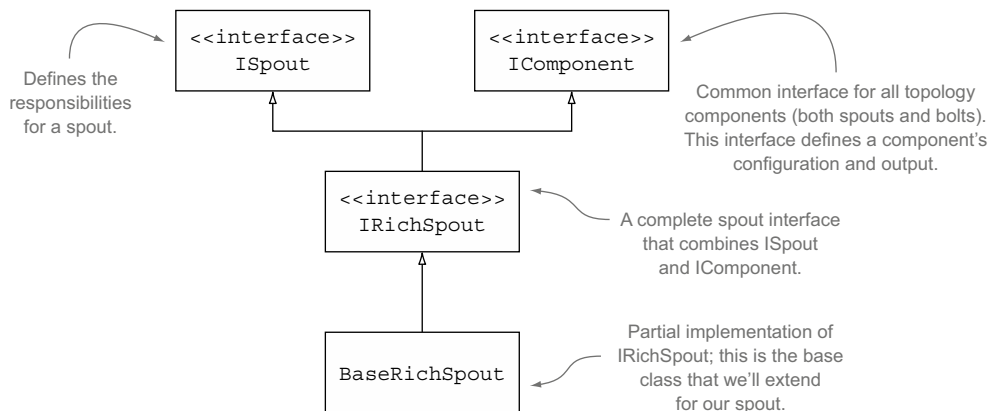 <<interface>>
ISpout
<<interface>>
IComponent
Defines the
responsibilities
for a spout.
Common interface for all topology
components (both spouts and bolts).
This interface defines a component's
configuration and output.
<<interface>>
IRichSpout
A complete spout interface
that combines ISpout
and IComponent.
BaseRichSpout
Partial implementation of
IRichSpout; this is the base
class that we'll extend
for our spout.